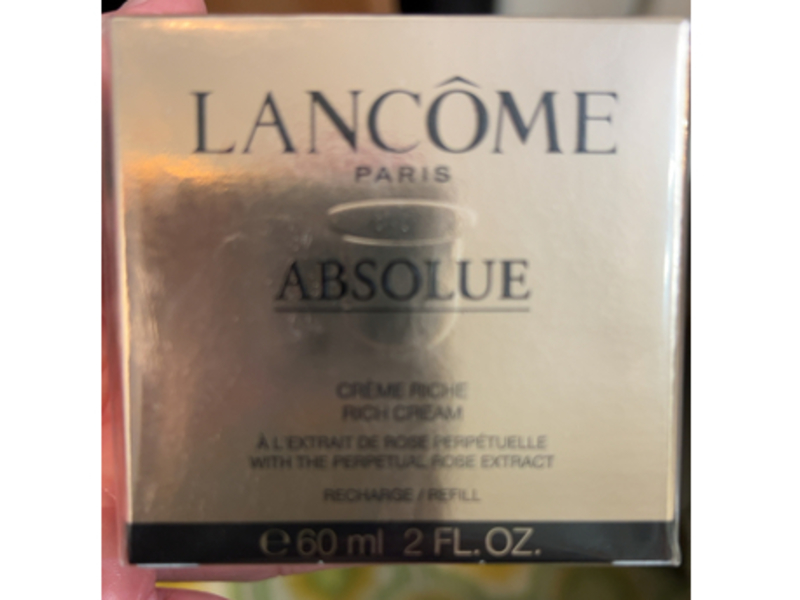 LANCÔME
PARIS
ABSOLUE
CRÈME RICHE
RICH CREAM
À L'EXTRAIT DE ROSE PERPÉTUELLE
WITH THE PERPETUAL ROSE EXTRACT
RECHARGE / REFILL
℮ 60 ml 2 FL. OZ.